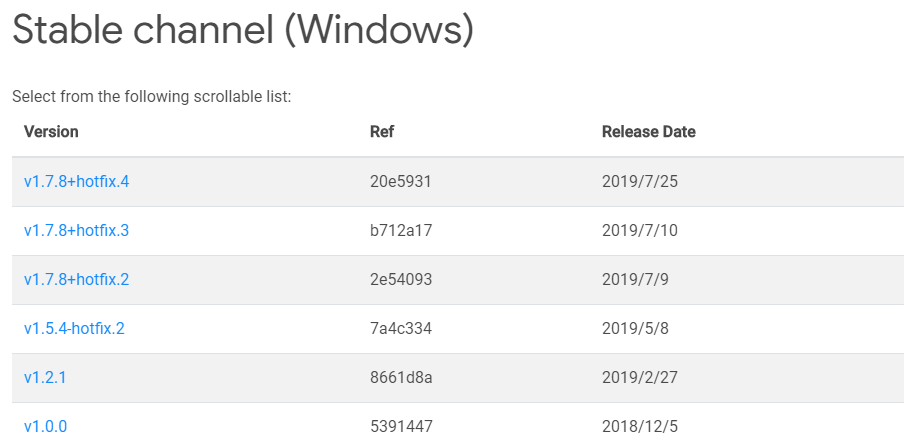 Stable channel (Windows)
Select from the following scrollable list:
Version Ref Release Date
v1.7.8+hotfix.4 20e5931 2019/7/25
v1.7.8+hotfix.3 b712a17 2019/7/10
v1.7.8+hotfix.2 2e54093 2019/7/9
v1.5.4-hotfix.2 7a4c334 2019/5/8
v1.2.1 8661d8a 2019/2/27
v1.0.0 5391447 2018/12/5